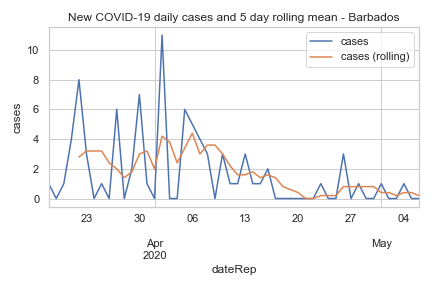 New COVID-19 daily cases and 5 day rolling mean - Barbados
cases
cases (rolling)
cases
10
8
6
4
2
0
23
30
06
13
20
27
04
Apr
2020
May
dateRep